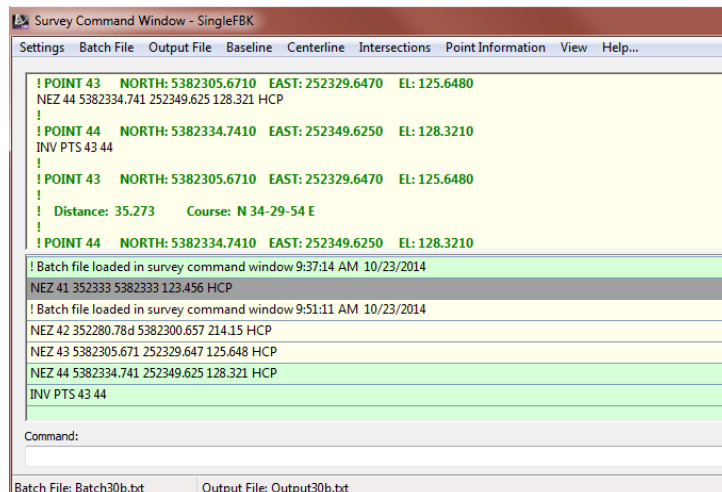 Survey Command Window - SingleFBK
Settings Batch File Output File Baseline Centerline Intersections Point Information View Help...
! POINT 43 NORTH: 5382305.6710 EAST: 252329.6470 EL: 125.6480
NEZ 44 5382334.741 252349.625 128.321 HCP
!
! POINT 44 NORTH: 5382334.7410 EAST: 252349.6250 EL: 128.3210
INV PTS 43 44
!
! POINT 43 NORTH: 5382305.6710 EAST: 252329.6470 EL: 125.6480
!
! Distance: 35.273 Course: N 34-29-54 E
!
! POINT 44 NORTH: 5382334.7410 EAST: 252349.6250 EL: 128.3210
! Batch file loaded in survey command window 9:37:14 AM 10/23/2014
NEZ 41 352333 5382333 123.456 HCP
! Batch file loaded in survey command window 9:51:11 AM 10/23/2014
NEZ 42 352280.78d 5382300.657 214.15 HCP
NEZ 43 5382305.671 252329.647 125.648 HCP
NEZ 44 5382334.741 252349.625 128.321 HCP
INV PTS 43 44
Command:
Batch File: Batch30b.txt Output File: Output30b.txt